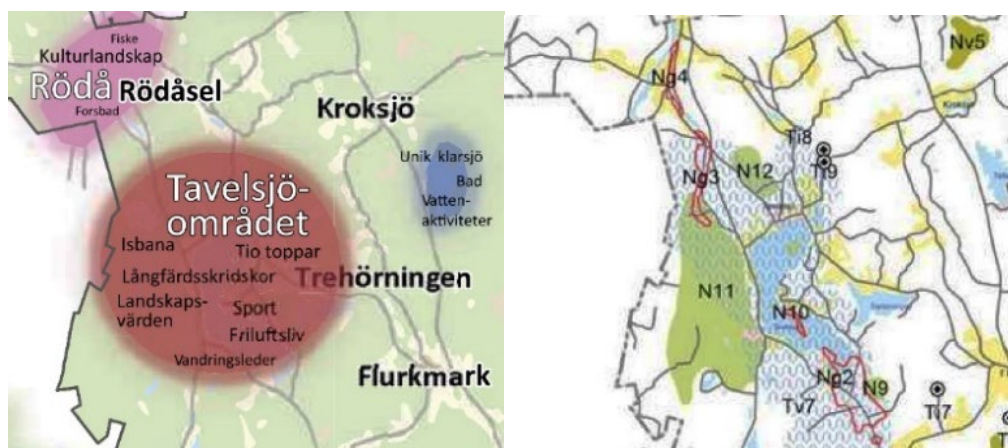 Fiske
Kulturlandskap
Rödå
Rödåsel
Forsbad
Kroksjö
Unik klarsjö
Bad
Vatten-
aktiviteter
Tavelsjö-
området
Isbana
Tio toppar
Långfärdsskridskor
Trehörningen
Landskaps-
värden
Sport
Friluftsliv
Vandringsleder
Flurkmark
Nv5
Ng4
Ti8
Ti9
Ng3
N12
N11
N10
Ng2
N9
Tv7
Ti7